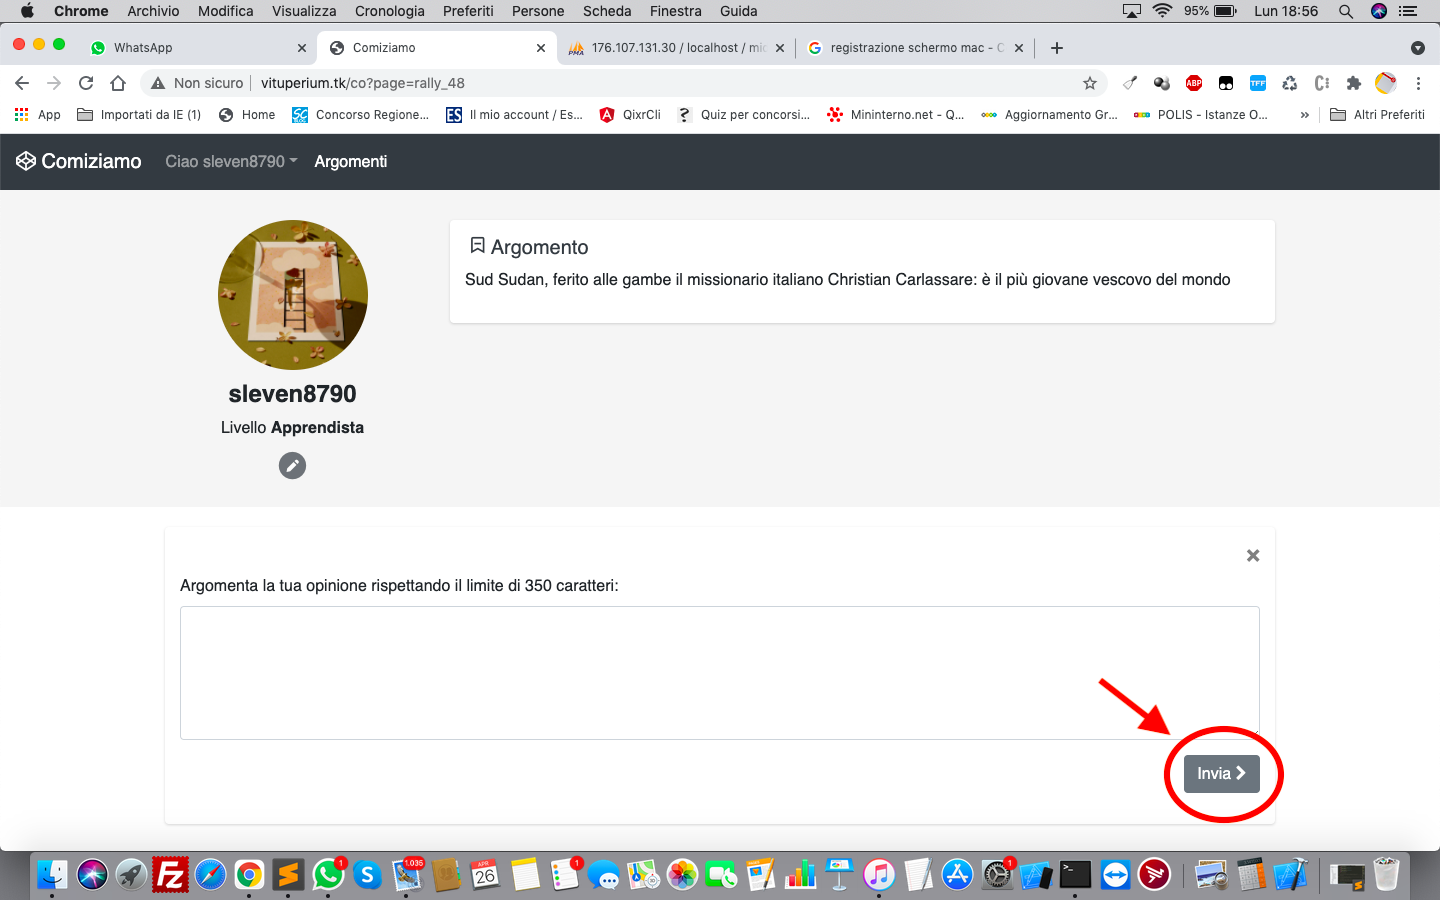 Chrome Archivio Modifica Visualizza Cronologia Preferiti Persone Scheda Finestra Guida 95% Lun 18:56
WhatsApp Comiziamo 176.107.131.30 / localhost / mic registrazione schermo mac - C
Non sicuro vituperium.tk/co?page=rally_48
App Importati da IE (1) Home Concorso Regione... Il mio account / Es... QixrCli Quiz per concorsi... Mininterno.net - Q... Aggiornamento Gr... POLIS - Istanze O... » Altri Preferiti
Comiziamo Ciao sleven8790 Argomenti
Argomento
Sud Sudan, ferito alle gambe il missionario italiano Christian Carlassare: è il più giovane vescovo del mondo
sleven8790
Livello Apprendista
Argomenta la tua opinione rispettando il limite di 350 caratteri:
Invia
1 1.035 APR 26 1 1